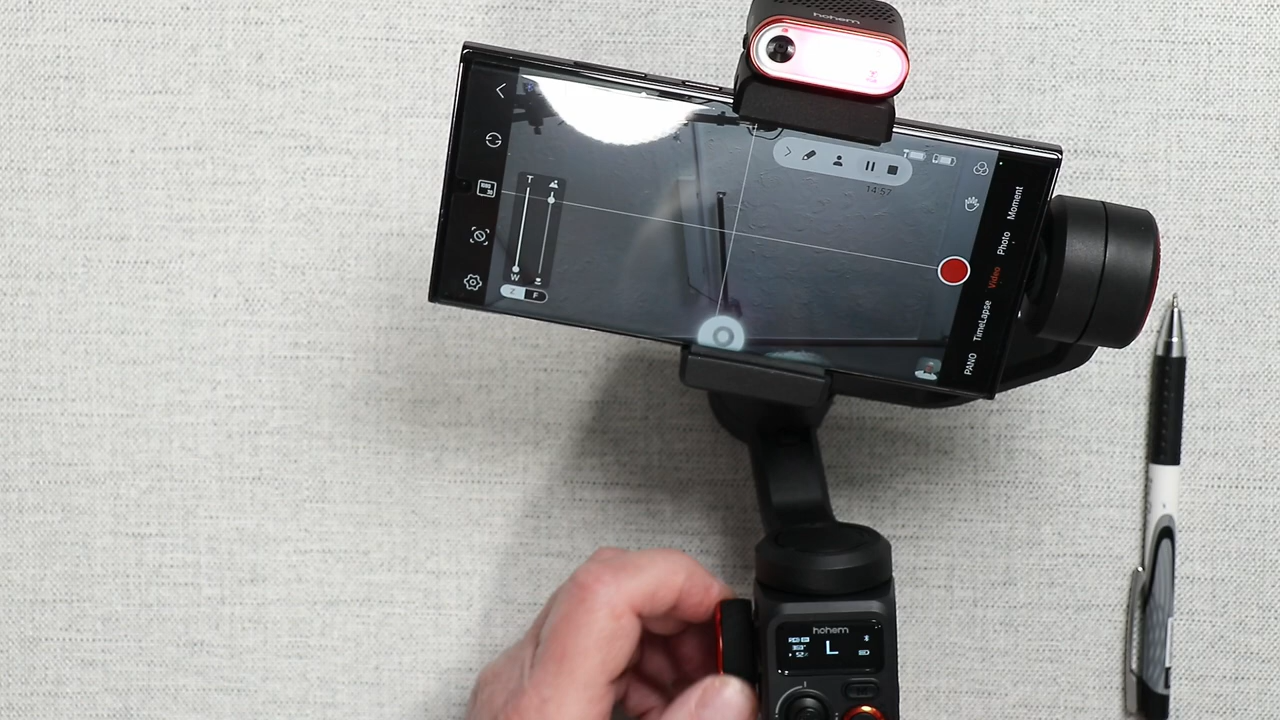 hohem
T
14:57
Moment
Photo
Video
TimeLapse
PANO
T
W
Z F
hohem
L